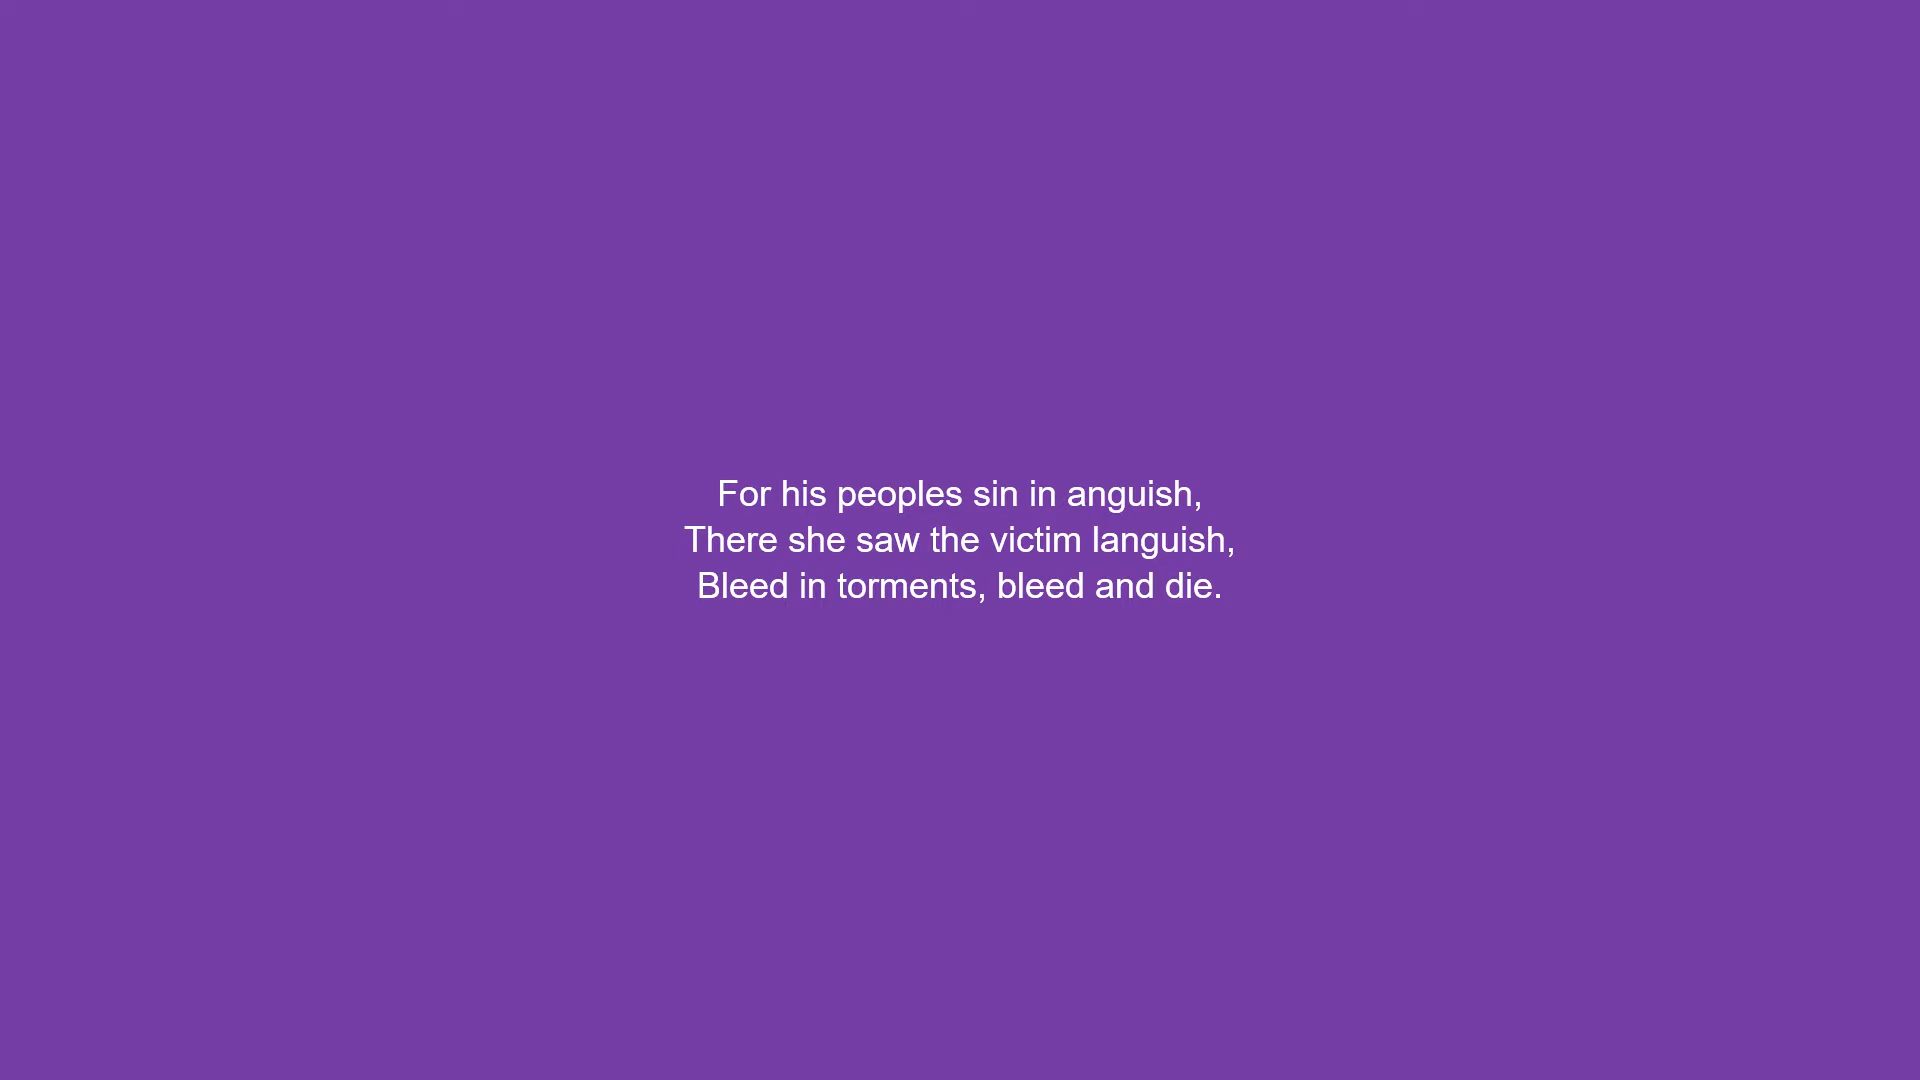 For his peoples sin in anguish,
There she saw the victim languish,
Bleed in torments, bleed and die.